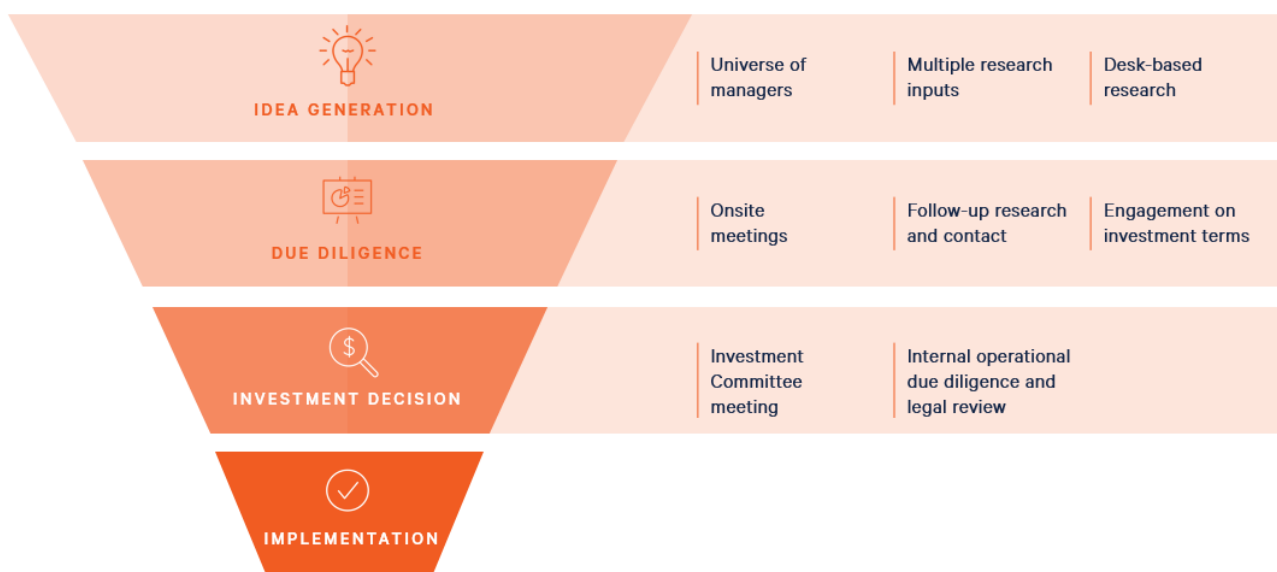 IDEA GENERATION
Universe of
managers
Multiple research
inputs
Desk-based
research
DUE DILIGENCE
Onsite
meetings
Follow-up research
and contact
Engagement on
investment terms
INVESTMENT DECISION
Investment
Committee
meeting
Internal operational
due diligence and
legal review
IMPLEMENTATION